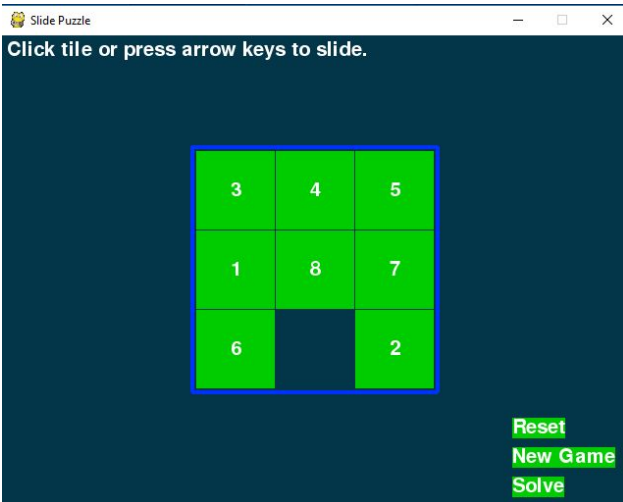 Slide Puzzle
Click tile or press arrow keys to slide.
3 4 5
1 8 7
6 2
Reset
New Game
Solve